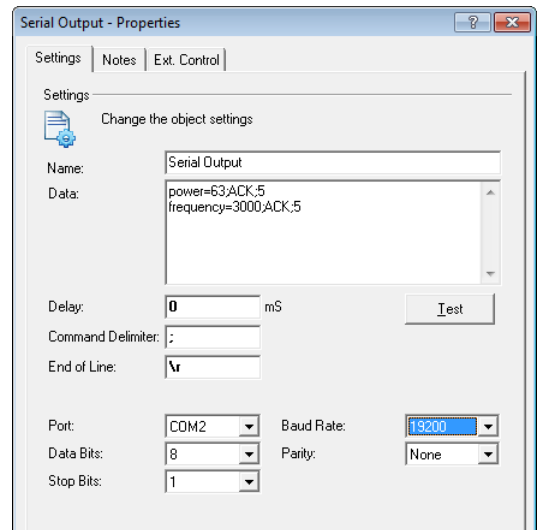 Serial Output - Properties
Settings Notes Ext. Control
Settings
Change the object settings
Name: Serial Output
Data: power=63;ACK;5
frequency=3000;ACK;5
Delay: 0 mS Test
Command Delimiter: ;
End of Line: \r
Port: COM2 Baud Rate: 19200
Data Bits: 8 Parity: None
Stop Bits: 1